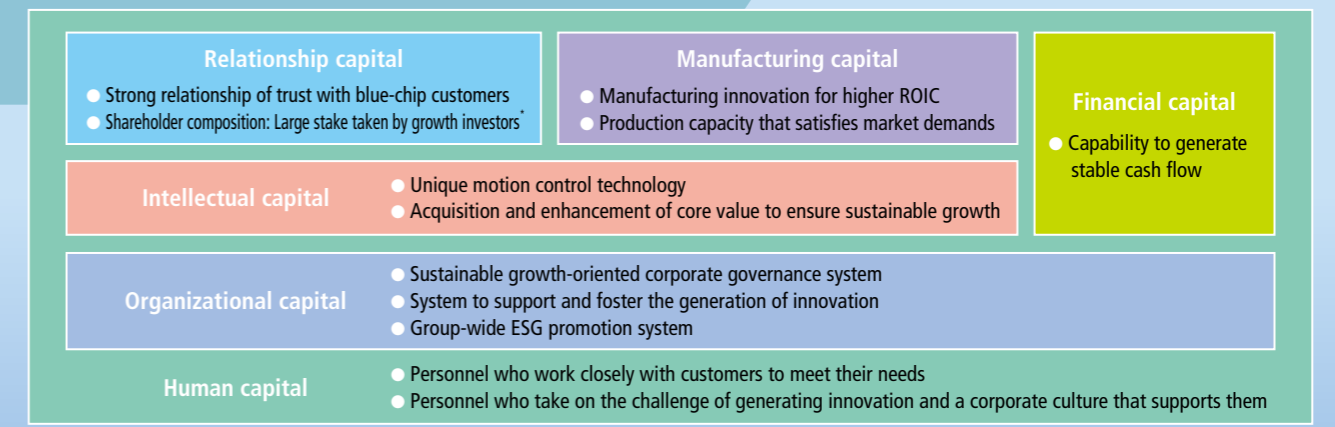 Relationship capital
● Strong relationship of trust with blue-chip customers
● Shareholder composition: Large stake taken by growth investors*
Manufacturing capital
● Manufacturing innovation for higher ROIC
● Production capacity that satisfies market demands
Financial capital
● Capability to generate
stable cash flow
Intellectual capital
● Unique motion control technology
● Acquisition and enhancement of core value to ensure sustainable growth
Organizational capital
● Sustainable growth-oriented corporate governance system
● System to support and foster the generation of innovation
● Group-wide ESG promotion system
Human capital
● Personnel who work closely with customers to meet their needs
● Personnel who take on the challenge of generating innovation and a corporate culture that supports them